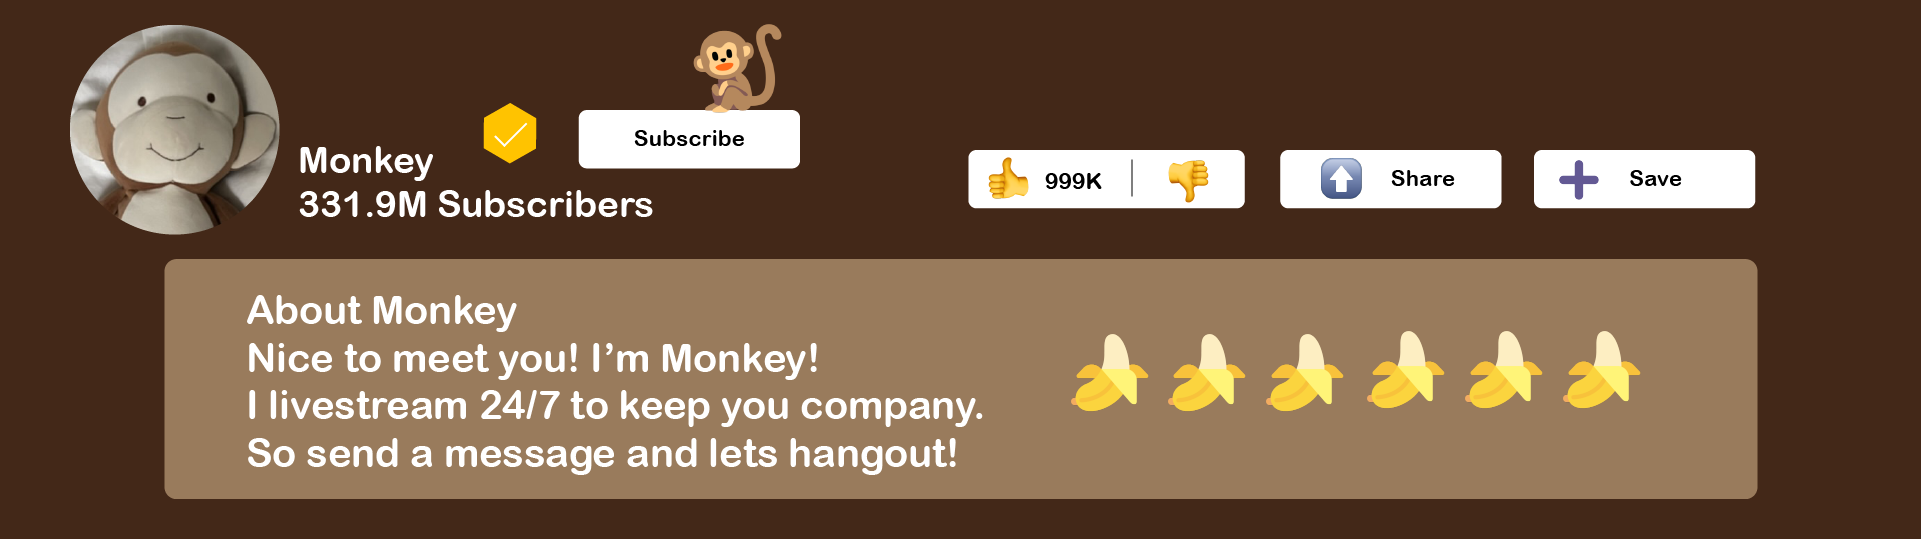 Monkey
331.9M Subscribers
Subscribe
999K
Share
Save
About Monkey
Nice to meet you! I’m Monkey!
I livestream 24/7 to keep you company.
So send a message and lets hangout!